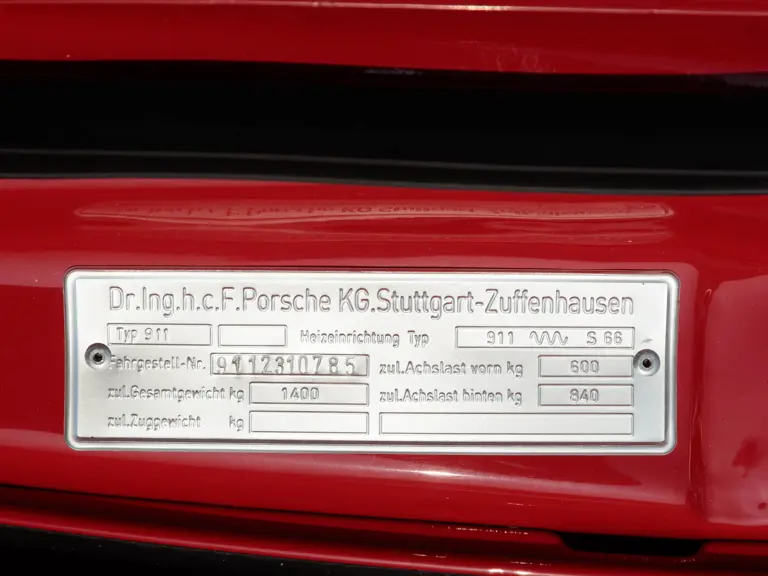 Dr.Ing.h.c.F.Porsche KG.Stuttgart-Zuffenhausen
Typ 911 Heizeinrichtung Typ 911 S 66
Fahrgestell-Nr. 9112310785 zul.Achslast vorn kg 600
zul.Gesamtgewicht kg 1400 zul.Achslast hinten kg 840
zul.Zuggewicht kg